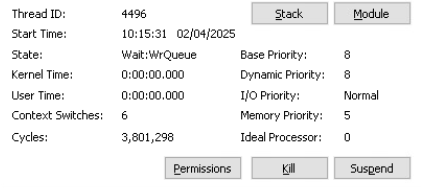 Thread ID: 4496 Stack Module
Start Time: 10:15:31 02/04/2025
State: Wait:WrQueue Base Priority: 8
Kernel Time: 0:00:00.000 Dynamic Priority: 8
User Time: 0:00:00.000 I/O Priority: Normal
Context Switches: 6 Memory Priority: 5
Cycles: 3,801,298 Ideal Processor: 0
Permissions Kill Suspend